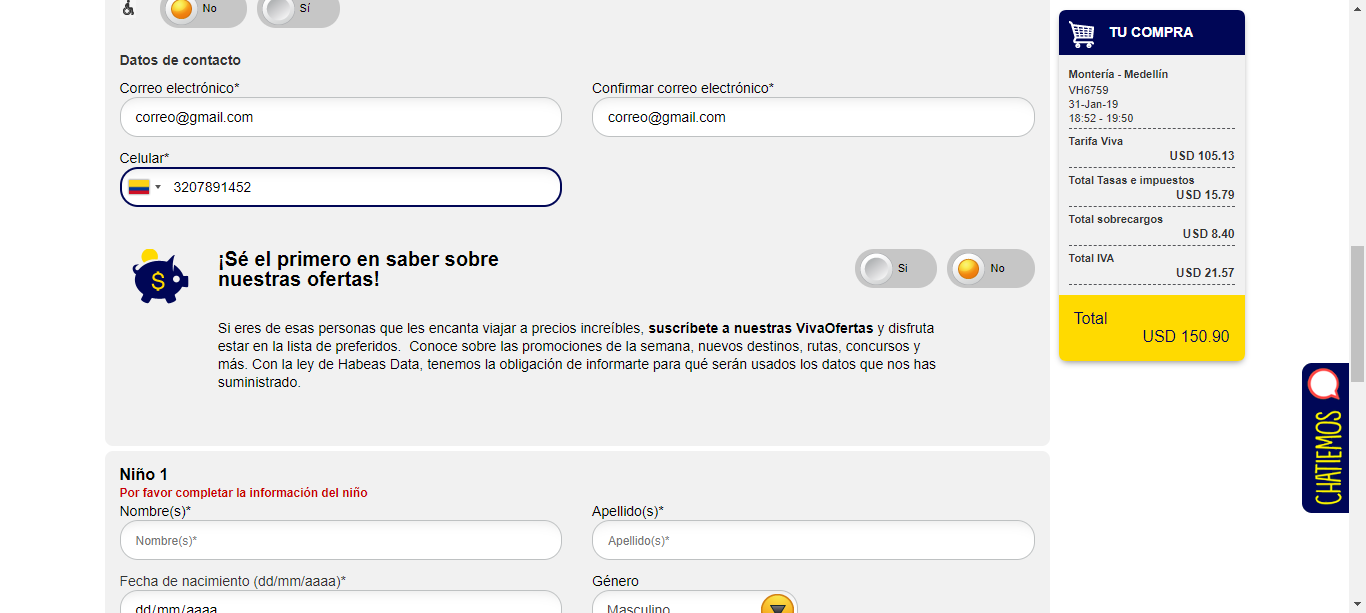 No
Sí
Datos de contacto
Correo electrónico*
Confirmar correo electrónico*
correo@gmail.com
correo@gmail.com
Celular*
3207891452
$
¡Sé el primero en saber sobre
nuestras ofertas!
Si
No
Si eres de esas personas que les encanta viajar a precios increíbles, suscríbete a nuestras VivaOfertas y disfruta
estar en la lista de preferidos. Conoce sobre las promociones de la semana, nuevos destinos, rutas, concursos y
más. Con la ley de Habeas Data, tenemos la obligación de informarte para qué serán usados los datos que nos has
suministrado.
Niño 1
Por favor completar la información del niño
Nombre(s)*
Apellido(s)*
Nombre(s)*
Apellido(s)*
Fecha de nacimiento (dd/mm/aaaa)*
Género
dd/mm/aaaa
Masculino
TU COMPRA
Montería - Medellín
VH6759
31-Jan-19
18:52 - 19:50
Tarifa Viva
USD 105.13
Total Tasas e impuestos
USD 15.79
Total sobrecargos
USD 8.40
Total IVA
USD 21.57
Total
USD 150.90
CHATIEMOS